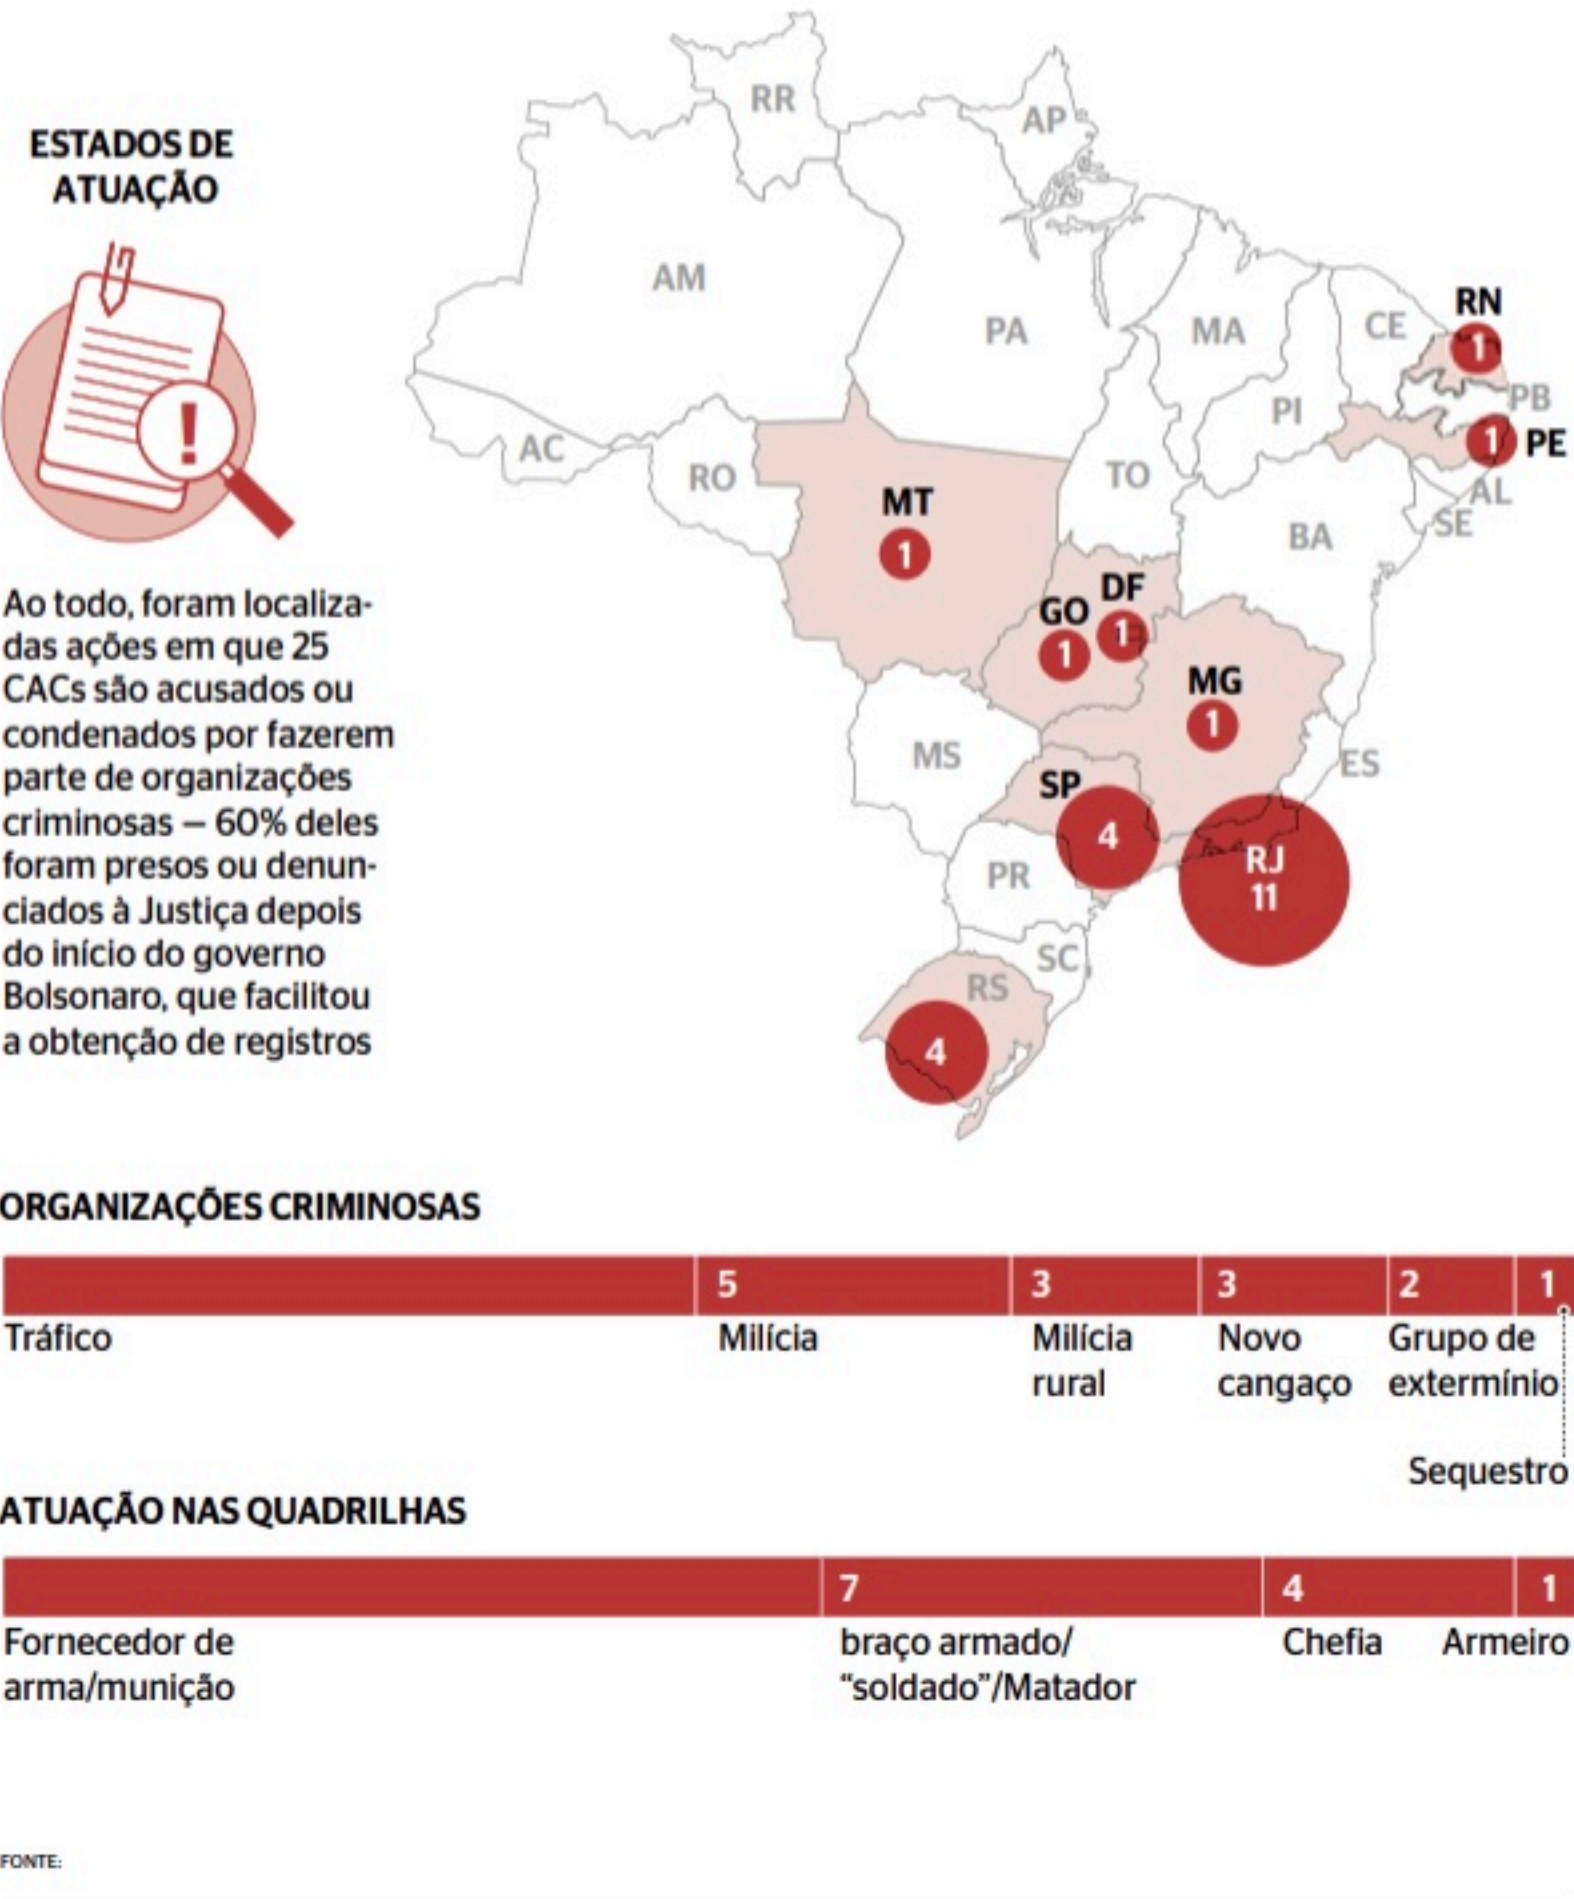 ESTADOS DE
ATUAÇÃO
!
Ao todo, foram localiza-
das ações em que 25
CACs são acusados ou
condenados por fazerem
parte de organizações
criminosas — 60% deles
foram presos ou denun-
ciados à Justiça depois
do início do governo
Bolsonaro, que facilitou
a obtenção de registros
RR
AP
AM
PA
MA
CE
RN
1
PB
PI
1 PE
AC
RO
TO
AL
SE
BA
MT
1
DF
1
GO
1
MG
1
MS
ES
SP
4
RJ
11
PR
SC
RS
4
ORGANIZAÇÕES CRIMINOSAS
5 3 3 2 1
Tráfico
Milícia
Milícia
rural
Novo
cangaço
Grupo de
extermínio
Sequestro
ATUAÇÃO NAS QUADRILHAS
7 4 1
Fornecedor de
arma/munição
braço armado/
“soldado”/Matador
Chefia
Armeiro
FONTE: